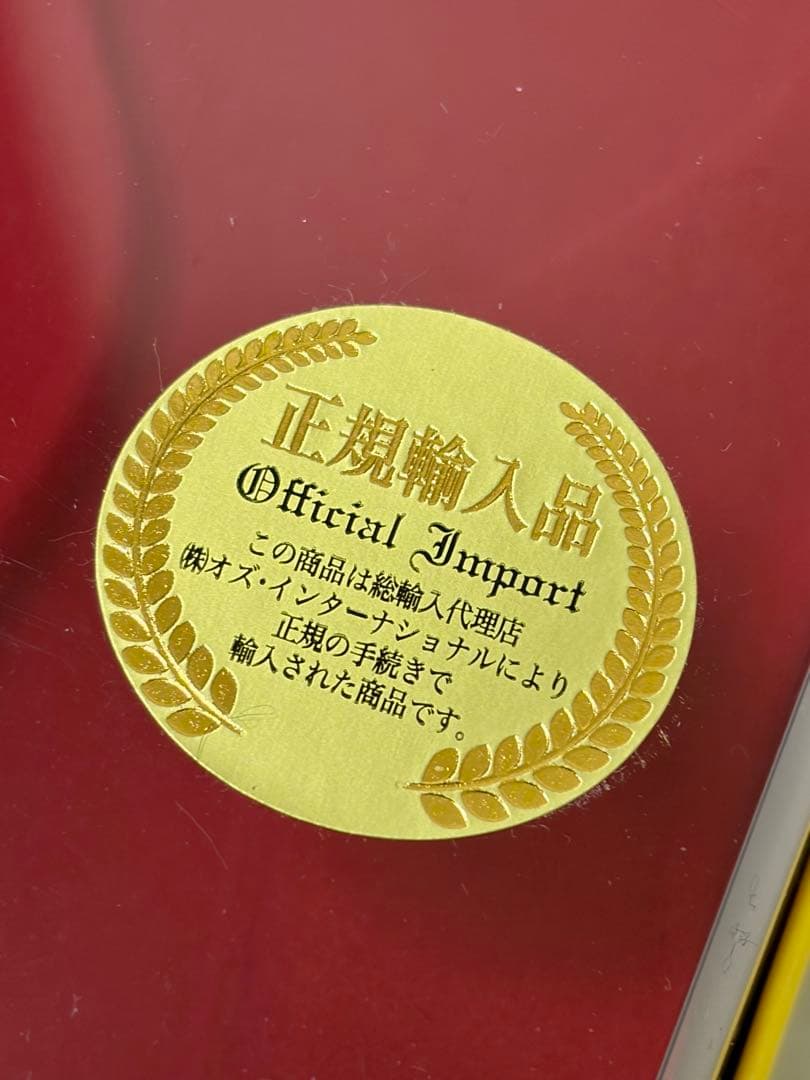 正規輸入品
Official Import
この商品は総輸入代理店
㈱オズ・インターナショナルにより
正規の手続きで
輸入された商品です。